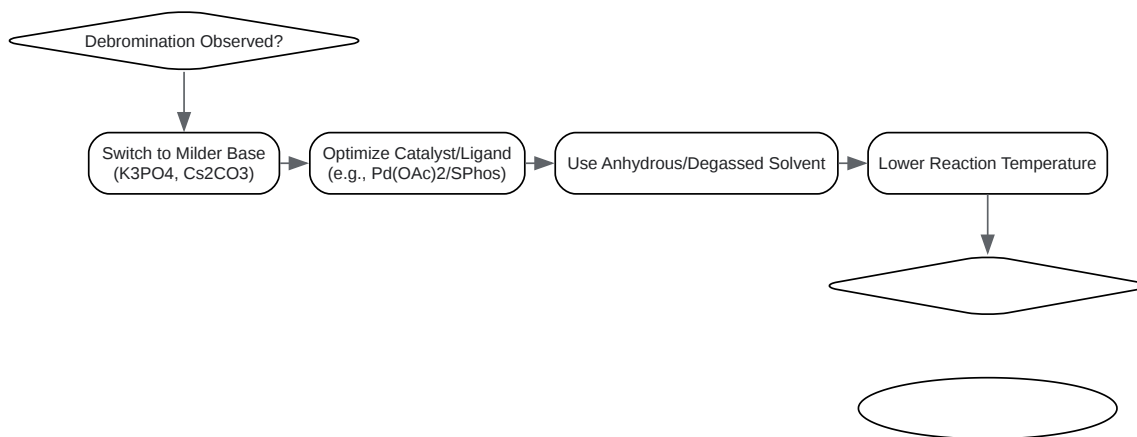 Debromination Observed?
Switch to Milder Base
(K3PO4, Cs2CO3)
Optimize Catalyst/Ligand
(e.g., Pd(OAc)2/SPhos)
Use Anhydrous/Degassed Solvent
Lower Reaction Temperature